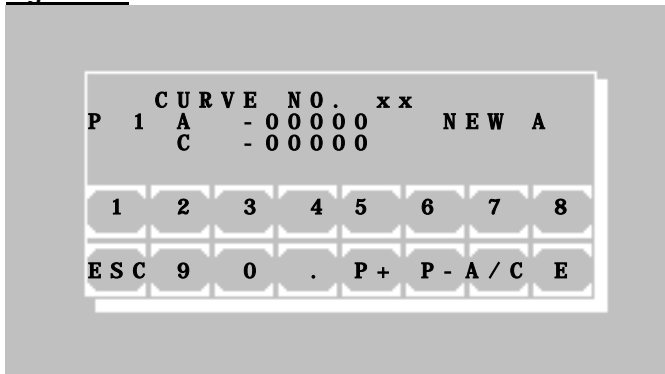 CURVE NO. xx
P 1 A -00000 NEW A
C -00000
1 2 3 4 5 6 7 8
ESC 9 0 . P+ P- A/C E